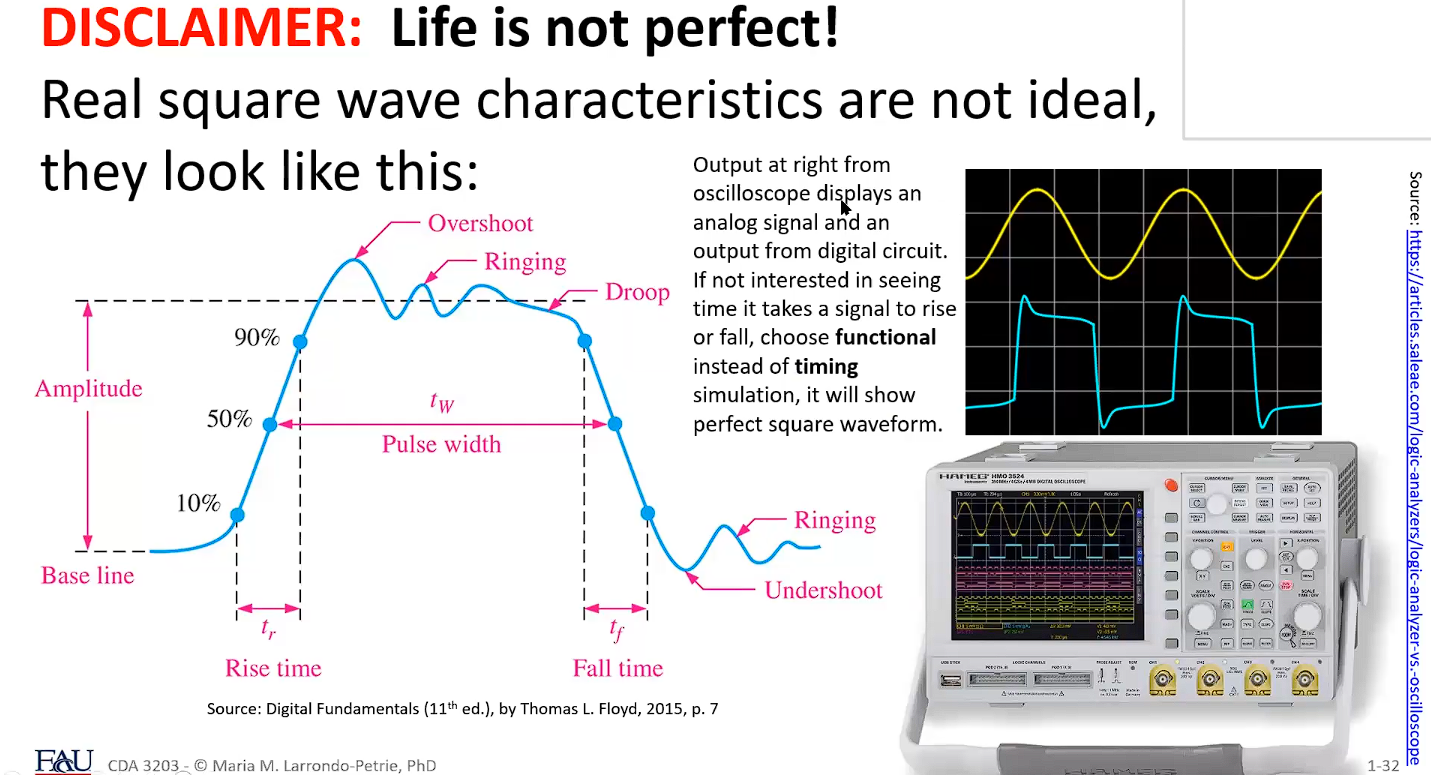 DISCLAIMER: Life is not perfect!
Real square wave characteristics are not ideal,
they look like this:
Output at right from
oscilloscope displays an
analog signal and an
output from digital circuit.
If not interested in seeing
time it takes a signal to rise
or fall, choose functional
instead of timing
simulation, it will show
perfect square waveform.
Overshoot
Ringing
Droop
90%
Amplitude
50%
tW
Pulse width
10%
Base line
Ringing
Undershoot
tr
Rise time
tf
Fall time
Source: Digital Fundamentals (11th ed.), by Thomas L. Floyd, 2015, p. 7
Source: https://articles.saleae.com/logic-analyzers/logic-analyzer-vs.-oscilloscope
HAMEG HMO 3524
FAU
CDA 3203 - © Maria M. Larrondo-Petrie, PhD
1-32